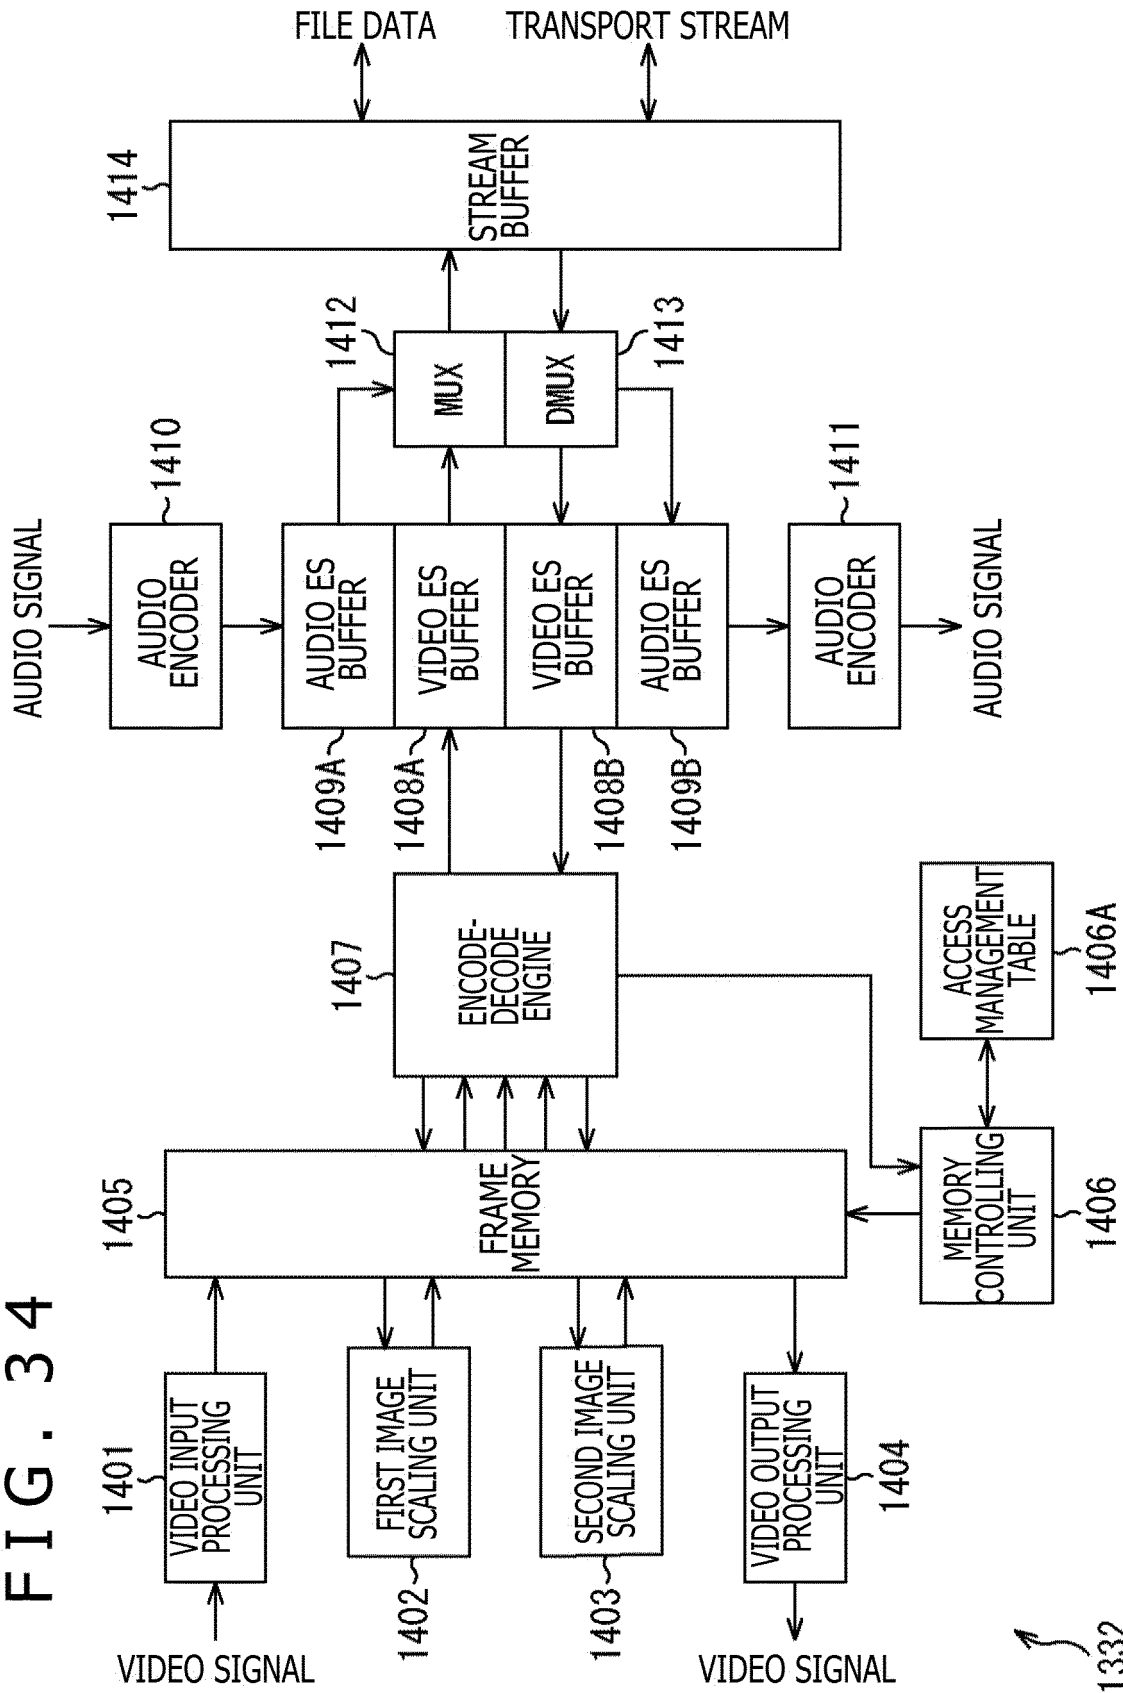 FIG. 34
FILE DATA
TRANSPORT STREAM
1414
STREAM
BUFFER
1412
MUX
DMUX
1413
AUDIO SIGNAL
1410
AUDIO
ENCODER
AUDIO ES
BUFFER
VIDEO ES
BUFFER
VIDEO ES
BUFFER
AUDIO ES
BUFFER
1411
AUDIO
ENCODER
AUDIO SIGNAL
1409A
1408A
1408B
1409B
1407
ENCODE-
DECODE
ENGINE
ACCESS
MANAGEMENT
TABLE
1406A
1405
FRAME
MEMORY
MEMORY
CONTROLLING
UNIT
1406
1401
VIDEO INPUT
PROCESSING
UNIT
FIRST IMAGE
SCALING UNIT
1402
SECOND IMAGE
SCALING UNIT
1403
VIDEO OUTPUT
PROCESSING
UNIT
1404
VIDEO SIGNAL
VIDEO SIGNAL
1332